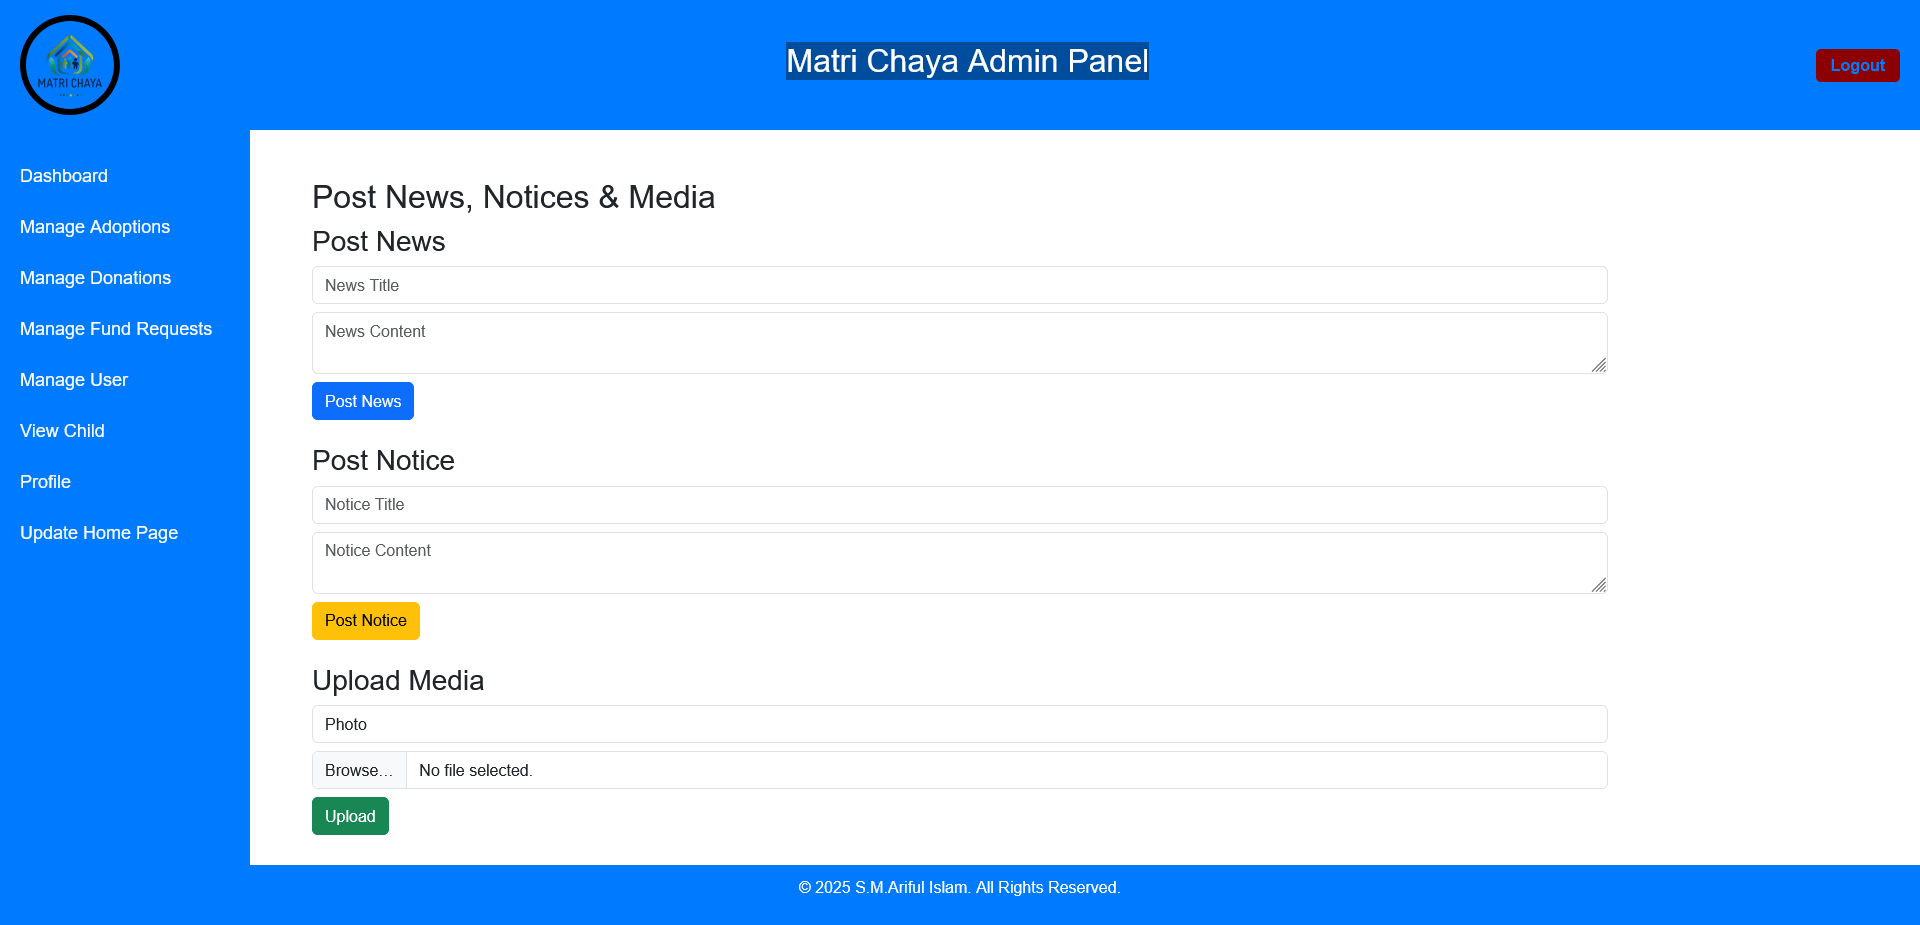 MATRI CHAYA
Matri Chaya Admin Panel
Logout
Dashboard
Manage Adoptions
Manage Donations
Manage Fund Requests
Manage User
View Child
Profile
Update Home Page
Post News, Notices & Media
Post News
News Title
News Content
Post News
Post Notice
Notice Title
Notice Content
Post Notice
Upload Media
Photo
Browse... No file selected.
Upload
© 2025 S.M.Ariful Islam. All Rights Reserved.